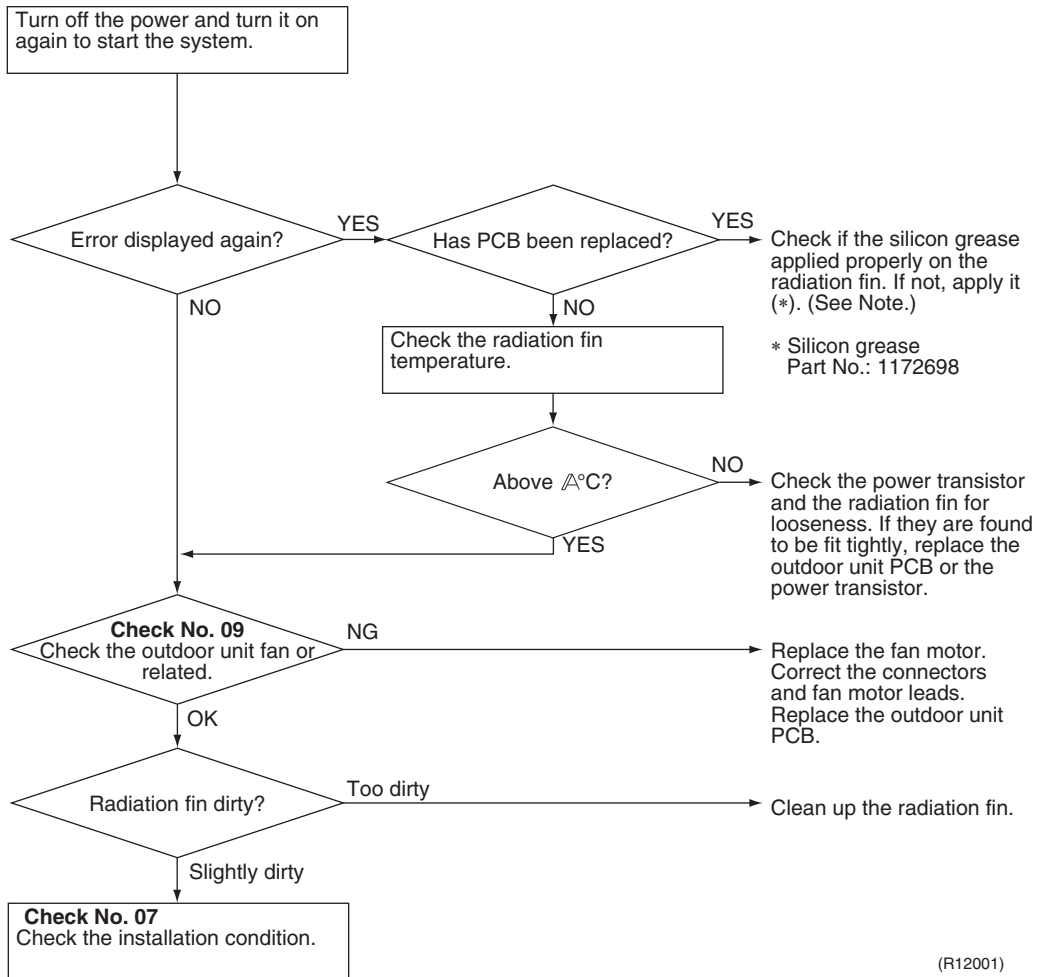 Turn off the power and turn it on
again to start the system.
Error displayed again?
YES
Has PCB been replaced?
YES
Check if the silicon grease
applied properly on the
radiation fin. If not, apply it
(*). (See Note.)
* Silicon grease
Part No.: 1172698
NO
NO
Check the radiation fin
temperature.
Above 𝔸°C?
NO
Check the power transistor
and the radiation fin for
looseness. If they are found
to be fit tightly, replace the
outdoor unit PCB or the
power transistor.
YES
Check No. 09
Check the outdoor unit fan or
related.
NG
Replace the fan motor.
Correct the connectors
and fan motor leads.
Replace the outdoor unit
PCB.
OK
Radiation fin dirty?
Too dirty
Clean up the radiation fin.
Slightly dirty
Check No. 07
Check the installation condition.
(R12001)